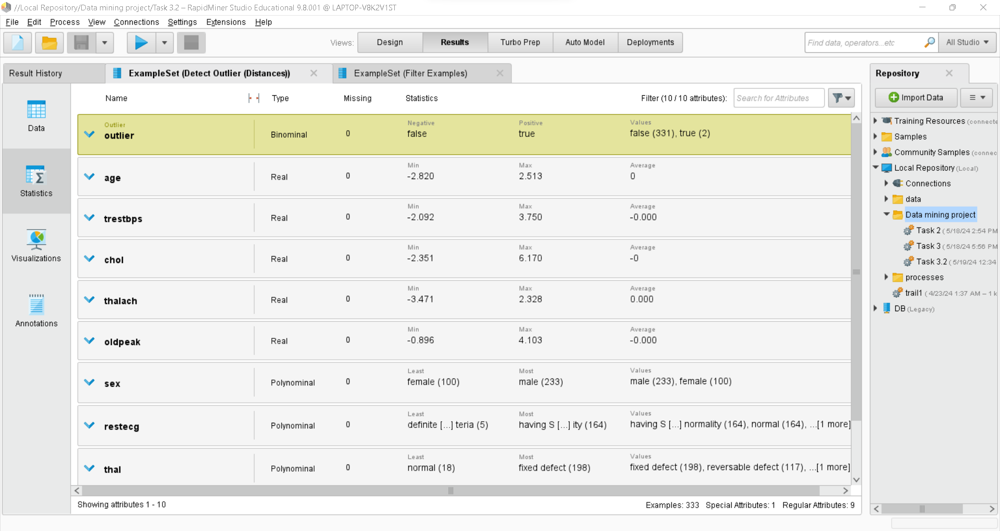 //Local Repository/Data mining project/Task 3.2 – RapidMiner Studio Educational 9.8.001 @ LAPTOP-V8K2V1ST
File Edit Process View Connections Settings Extensions Help
Views: Design Results Turbo Prep Auto Model Deployments
Find data, operators...etc All Studio
Result History
ExampleSet (Detect Outlier (Distances))
ExampleSet (Filter Examples)
Data
Statistics
Visualizations
Annotations
Name Type Missing Statistics Filter (10 / 10 attributes): Search for Attributes
Outlier Negative Positive Values
outlier Binominal 0 false true false (331), true (2)
Min Max Average
age Real 0 -2.820 2.513 0
Min Max Average
trestbps Real 0 -2.092 3.750 -0.000
Min Max Average
chol Real 0 -2.351 6.170 -0
Min Max Average
thalach Real 0 -3.471 2.328 0.000
Min Max Average
oldpeak Real 0 -0.896 4.103 -0.000
Least Most Values
sex Polynominal 0 female (100) male (233) male (233), female (100)
Least Most Values
restecg Polynominal 0 definite [...] teria (5) having S [...] ity (164) having S [...] normality (164), normal (164), ...[1 more]
Least Most Values
thal Polynominal 0 normal (18) fixed defect (198) fixed defect (198), reversable defect (117), ...[1 more]
Showing attributes 1 - 10
Examples: 333 Special Attributes: 1 Regular Attributes: 9
Repository
Import Data
Training Resources (connecte
Samples
Community Samples (connec
Local Repository (Local)
Connections
data
Data mining project
Task 2 (5/18/24 2:54 PM
Task 3 (5/18/24 5:56 PM
Task 3.2 (5/19/24 12:34
processes
trail1 (4/23/24 1:37 AM – 1 k
DB (Legacy)